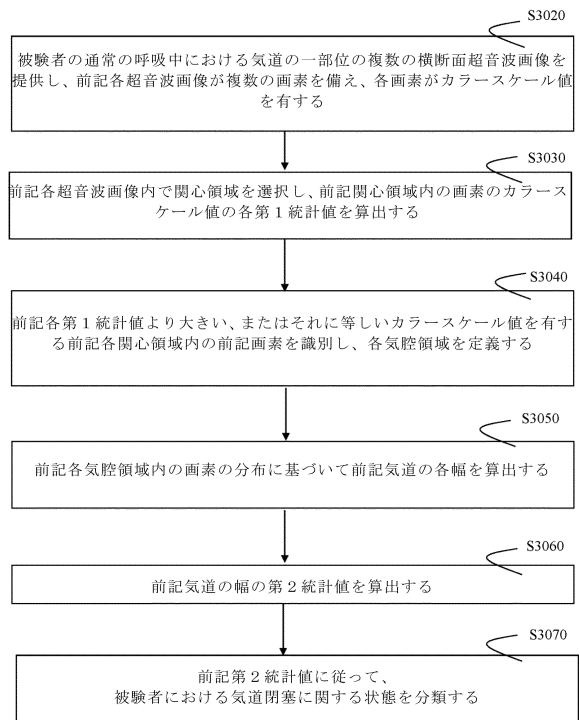 S3020
被験者の通常の呼吸中における気道の一部位の複数の横断面超音波画像を
提供し、前記各超音波画像が複数の画素を備え、各画素がカラースケール値
を有する
S3030
前記各超音波画像内で関心領域を選択し、前記関心領域内の画素のカラース
ケール値の各第1統計値を算出する
S3040
前記各第1統計値より大きい、またはそれに等しいカラースケール値を有す
る前記各関心領域内の前記画素を識別し、各気腔領域を定義する
S3050
前記各気腔領域内の画素の分布に基づいて前記気道の各幅を算出する
S3060
前記気道の幅の第2統計値を算出する
S3070
前記第2統計値に従って、
被験者における気道閉塞に関する状態を分類する